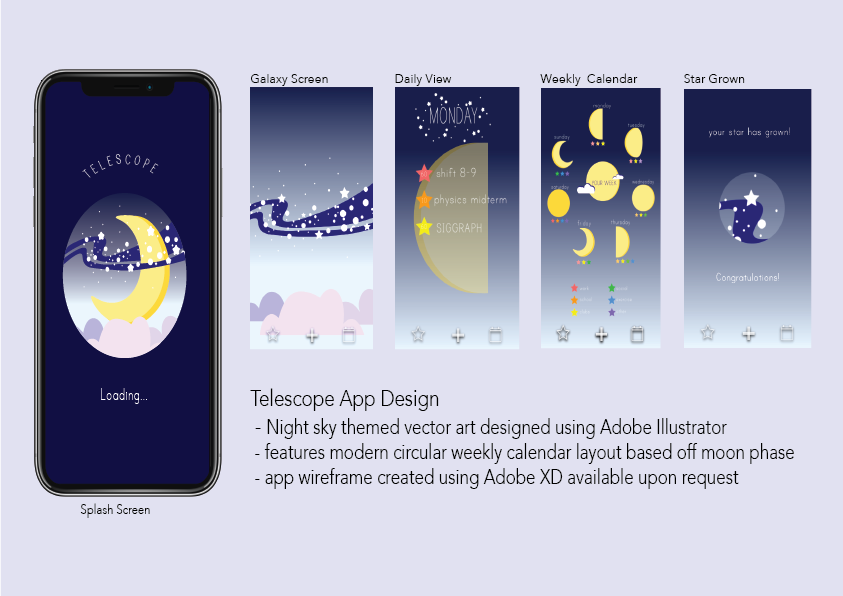 Galaxy Screen
Daily View
Weekly Calendar
Star Grown
TELESCOPE
Loading...
Splash Screen
MONDAY
shift 8-9
physics midterm
SIGGRAPH
monday
tuesday
wednesday
thursday
friday
saturday
sunday
YOUR WEEK
your star has grown!
Congratulations!
Telescope App Design
- Night sky themed vector art designed using Adobe Illustrator
- features modern circular weekly calendar layout based off moon phase
- app wireframe created using Adobe XD available upon request